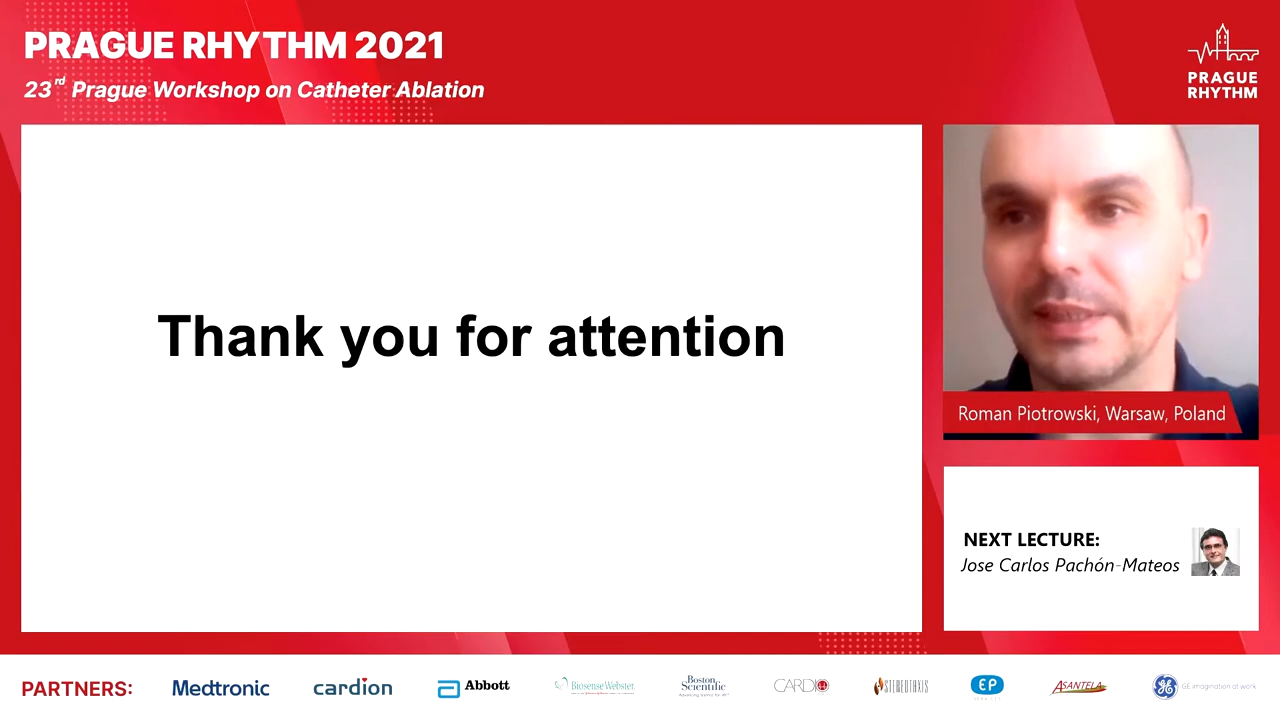 PRAGUE RHYTHM 2021
23rd Prague Workshop on Catheter Ablation
PRAGUE
RHYTHM
Thank you for attention
Roman Piotrowski, Warsaw, Poland
NEXT LECTURE:
Jose Carlos Pachón-Mateos
PARTNERS:
Medtronic
cardion
Abbott
Biosense Webster
Boston
Scientific
CARDIO
STEREOTAXIS
EP
ASANTELA
GE imagination at work